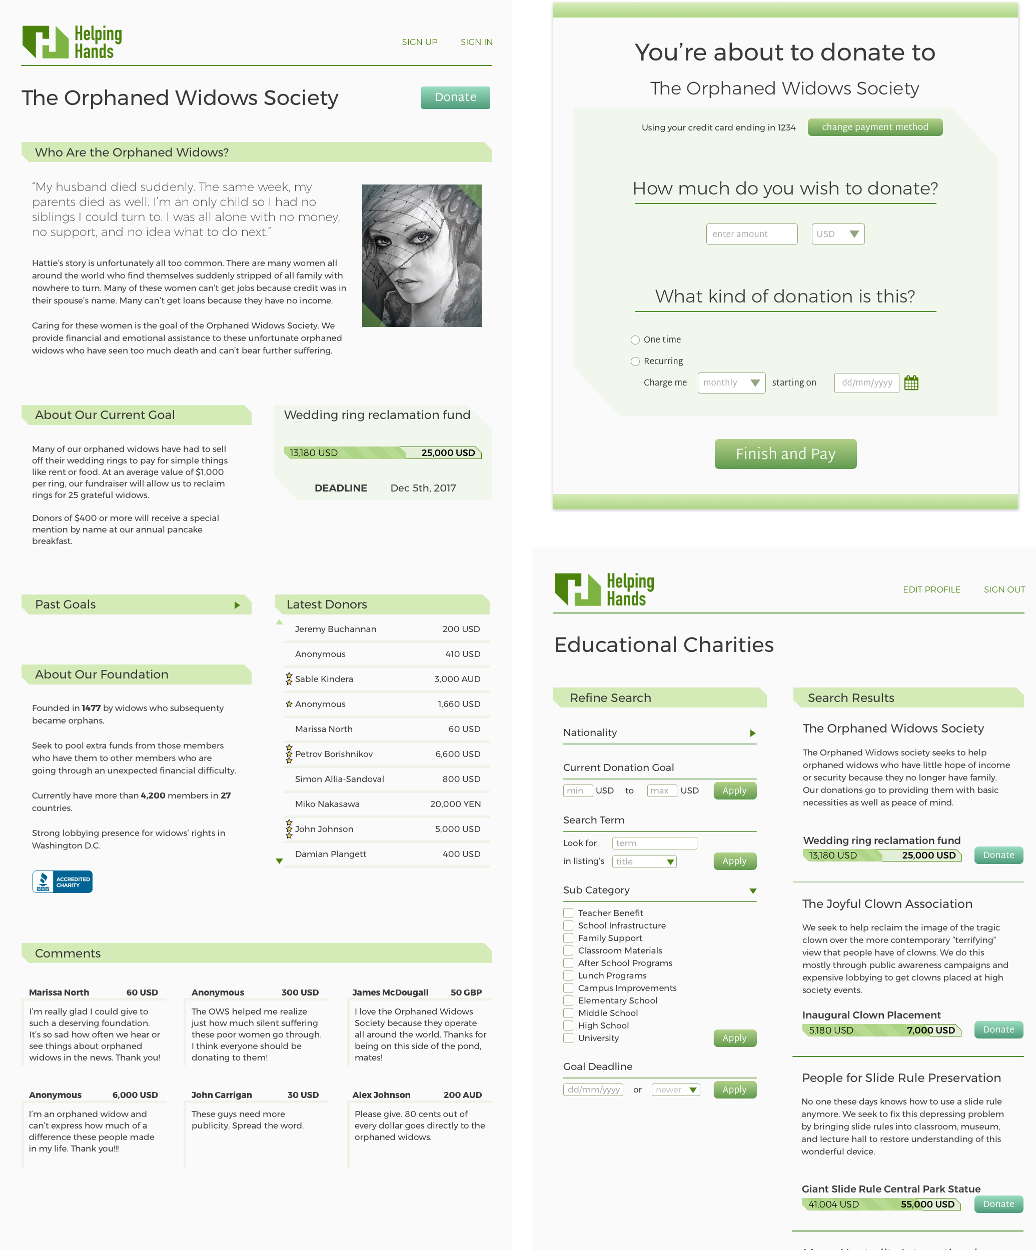 Helping
Hands
SIGN UP
SIGN IN
The Orphaned Widows Society
Donate
Who Are the Orphaned Widows?
"My husband died suddenly. The same week, my
parents died as well. I'm an only child so I had no
siblings I could turn to. I was all alone with no money,
no support, and no idea what to do next."
Hattie's story is unfortunately all too common. There are many women all
around the world who find themselves suddenly stripped of all family with
nowhere to turn. Many of these women can't get jobs because credit was in
their spouse's name. Many can't get loans because they have no income.
Caring for these women is the goal of the Orphaned Widows Society. We
provide financial and emotional assistance to these unfortunate orphaned
widows who have seen too much death and can't bear further suffering.
About Our Current Goal
Many of our orphaned widows have had to sell
off their wedding rings to pay for simple things
like rent or food. At an average value of $1,000
per ring, our fundraiser will allow us to reclaim
rings for 25 grateful widows.
Donors of $400 or more will receive a special
mention by name at our annual pancake
breakfast.
Wedding ring reclamation fund
13,180 USD
25,000 USD
DEADLINE
Dec 5th, 2017
Past Goals
About Our Foundation
Founded in 1477 by widows who subsequenty
became orphans.
Seek to pool extra funds from those members
who have them to other members who are
going through an unexpected financial difficulty.
Currently have more than 4,200 members in 27
countries.
Strong lobbying presence for widows' rights in
Washington D.C.
BBB
ACCREDITED
CHARITY
Latest Donors
Jeremy Buchannan 200 USD
Anonymous 410 USD
Sable Kindera 3,000 AUD
Anonymous 1,660 USD
Marissa North 60 USD
Petrov Borishnikov 6,600 USD
Simon Allia-Sandoval 800 USD
Miko Nakasawa 20,000 YEN
John Johnson 5,000 USD
Damian Plangett 400 USD
Comments
Marissa North 60 USD
I'm really glad I could give to
such a deserving foundation.
It's so sad how often we hear or
see things about orphaned
widows in the news. Thank you!
Anonymous 300 USD
The OWS helped me realize
just how much silent suffering
these poor women go through.
I think everyone should be
donating to them!
James McDougall 50 GBP
I love the Orphaned Widows
Society because they operate
all around the world. Thanks for
being on this side of the pond,
mates!
Anonymous 6,000 USD
I'm an orphaned widow and
can't express how much of a
difference these people made
in my life. Thank you!!!
John Carrigan 30 USD
These guys need more
publicity. Spread the word.
Alex Johnson 200 AUD
Please give. 80 cents out of
every dollar goes directly to the
orphaned widows.
You're about to donate to
The Orphaned Widows Society
Using your credit card ending in 1234
change payment method
How much do you wish to donate?
enter amount
USD
What kind of donation is this?
One time
Recurring
Charge me monthly starting on dd/mm/yyyy
Finish and Pay
Helping
Hands
EDIT PROFILE
SIGN OUT
Educational Charities
Refine Search
Nationality
Current Donation Goal
min USD to max USD Apply
Search Term
Look for term
in listing's title Apply
Sub Category
Teacher Benefit
School Infrastructure
Family Support
Classroom Materials
After School Programs
Lunch Programs
Campus Improvements
Elementary School
Middle School
High School
University
Apply
Goal Deadline
dd/mm/yyyy or newer Apply
Search Results
The Orphaned Widows Society
The Orphaned Widows society seeks to help
orphaned widows who have little hope of income
or security because they no longer have family.
Our donations go to providing them with basic
necessities as well as peace of mind.
Wedding ring reclamation fund
13,180 USD 25,000 USD Donate
The Joyful Clown Association
We seek to help reclaim the image of the tragic
clown over the more contemporary "terrifying"
view that people have of clowns. We do this
mostly through public awareness campaigns and
expensive lobbying to get clowns placed at high
society events.
Inaugural Clown Placement
5,180 USD 7,000 USD Donate
People for Slide Rule Preservation
No one these days knows how to use a slide rule
anymore. We seek to fix this depressing problem
by bringing slide rules into classroom, museum,
and lecture hall to restore understanding of this
wonderful device.
Giant Slide Rule Central Park Statue
41,004 USD 55,000 USD Donate